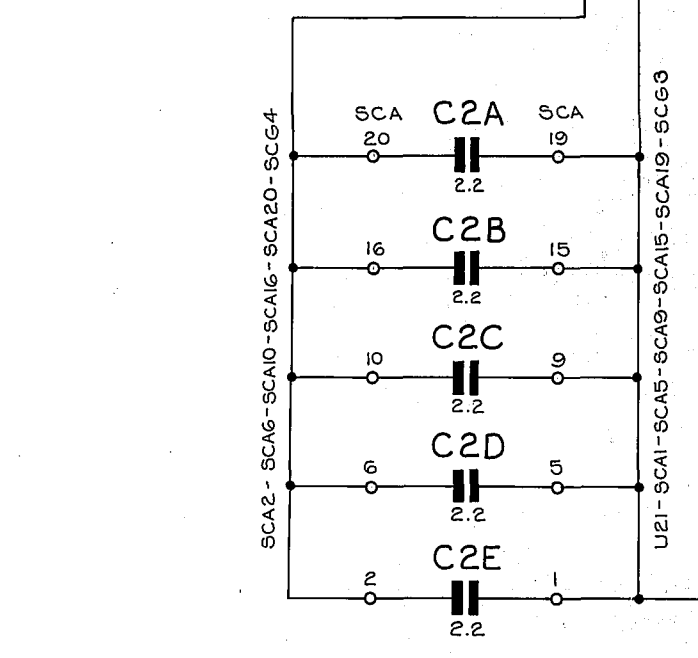 SCA C2A SCA
20 19
2.2
C2B
16 15
2.2
C2C
10 9
2.2
C2D
6 5
2.2
C2E
2 1
2.2
SCA2-SCA6-SCA10-SCA16-SCA20-SCG4
U21-SCA1-SCA5-SCA9-SCA15-SCA19-SCG3